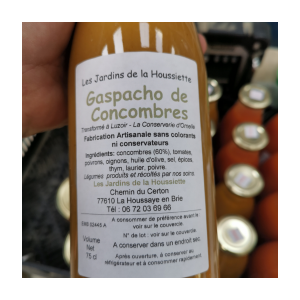 Les Jardins de la Houssiette
Gaspacho de
Concombres
Transformé à Luzoir - La Conserverie d'Ornelle
Fabrication Artisanale sans colorants
ni conservateurs
Ingrédients: concombres (60%), tomates,
poivrons, oignons, huile d'olive, sel, épices,
thym, laurier, poivre.
Légumes produits et récoltés par nos soins
Les Jardins de la Houssiette
Chemin du Certon
77610 La Houssaye en Brie
Tél : 06 72 03 69 66
A consommer de préférence avant le
voir sur le couvercle.
N° de lot : voir sur le couvercle.
Volume
Net
75 cl
A conserver dans un endroit sec
Après ouverture, à conserver au
réfrigérateur et à consommer rapidement.